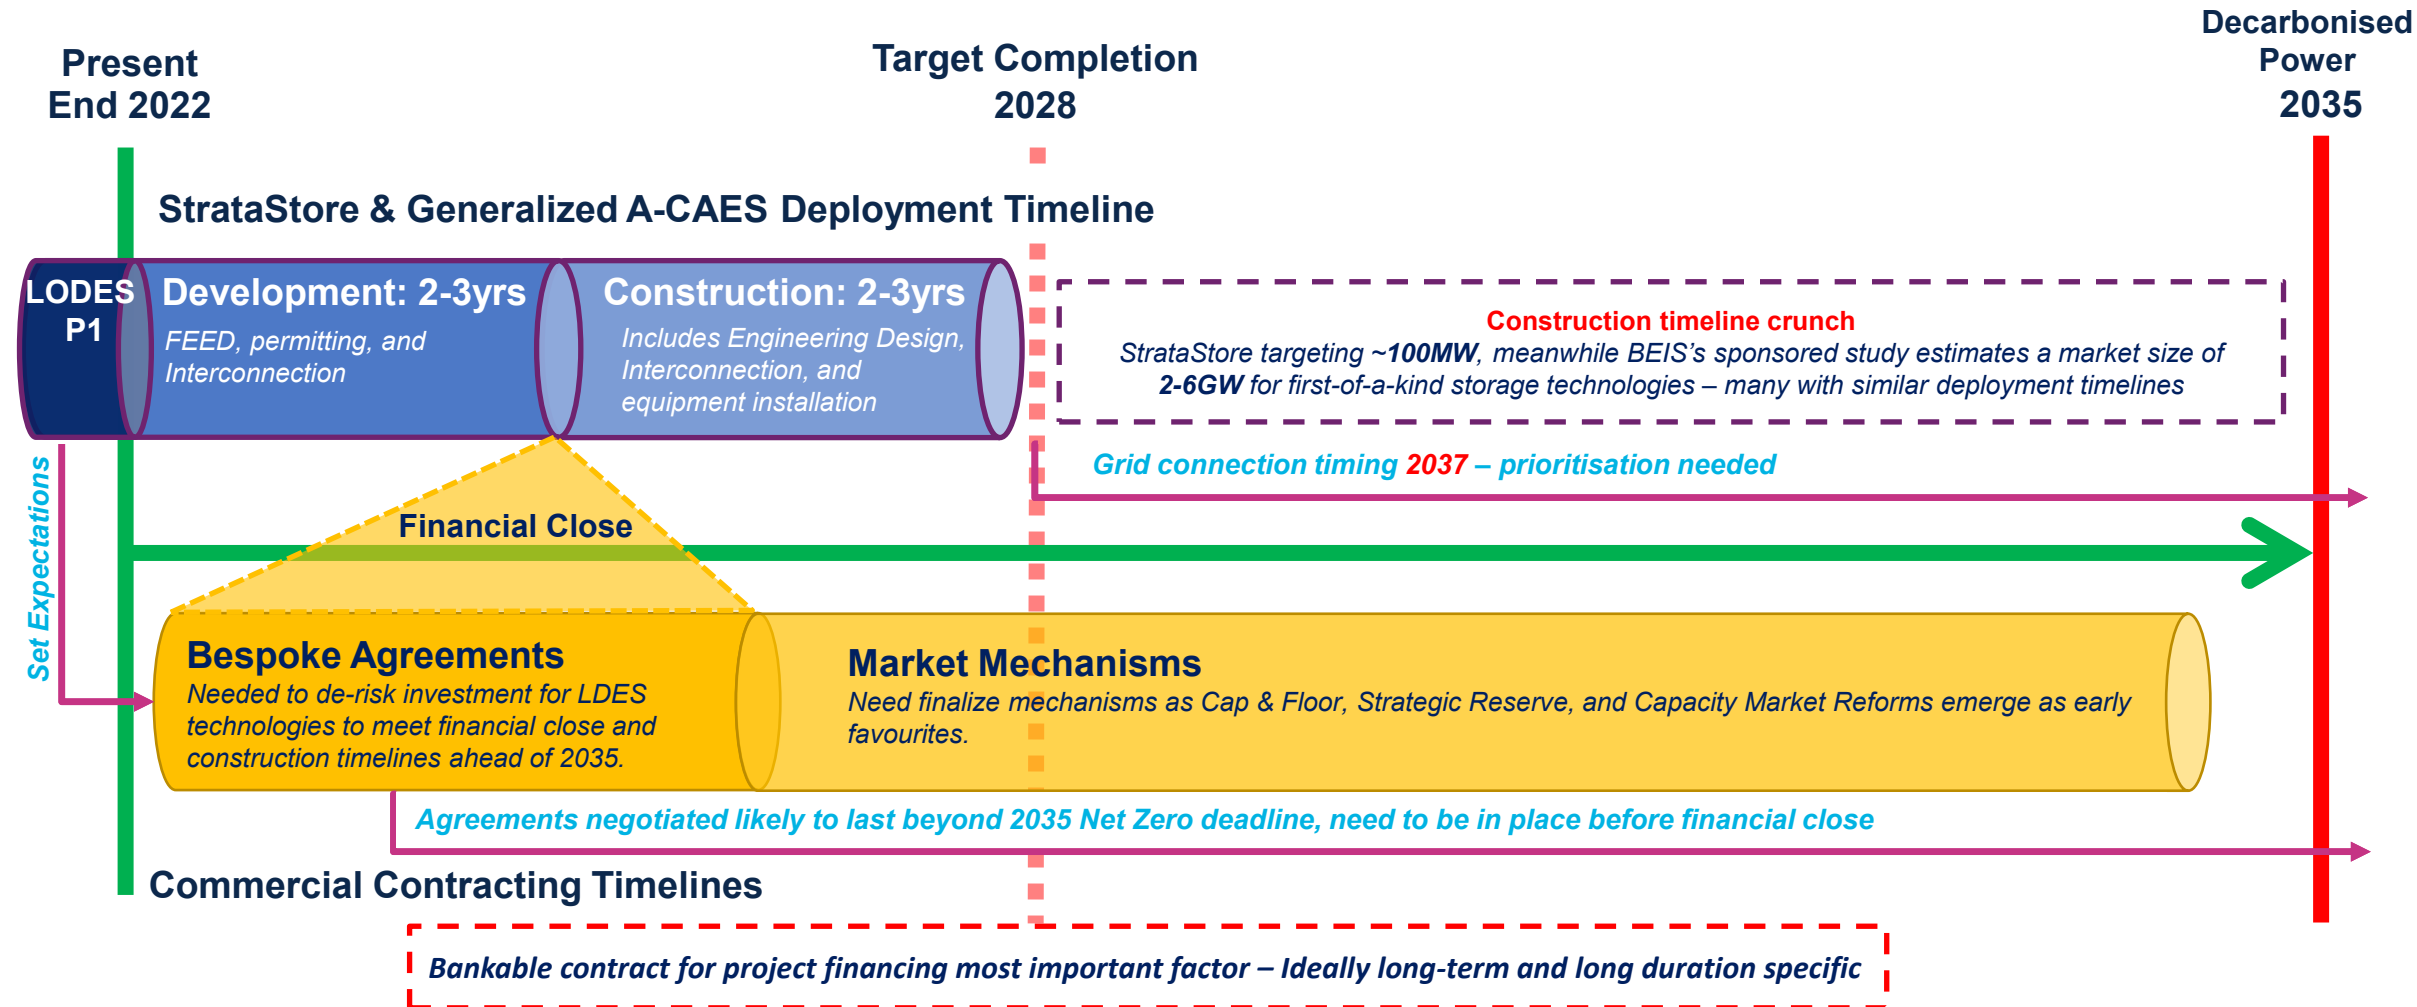 Present
End 2022
Target Completion
2028
Decarbonised
Power
2035
StrataStore & Generalized A-CAES Deployment Timeline
LODES
P1
Development: 2-3yrs
FEED, permitting, and
Interconnection
Construction: 2-3yrs
Includes Engineering Design,
Interconnection, and
equipment installation
Construction timeline crunch
StrataStore targeting ~100MW, meanwhile BEIS's sponsored study estimates a market size of
2-6GW for first-of-a-kind storage technologies – many with similar deployment timelines
Grid connection timing 2037 – prioritisation needed
Set Expectations
Financial Close
Bespoke Agreements
Needed to de-risk investment for LDES
technologies to meet financial close and
construction timelines ahead of 2035.
Market Mechanisms
Need finalize mechanisms as Cap & Floor, Strategic Reserve, and Capacity Market Reforms emerge as early
favourites.
Agreements negotiated likely to last beyond 2035 Net Zero deadline, need to be in place before financial close
Commercial Contracting Timelines
Bankable contract for project financing most important factor – Ideally long-term and long duration specific